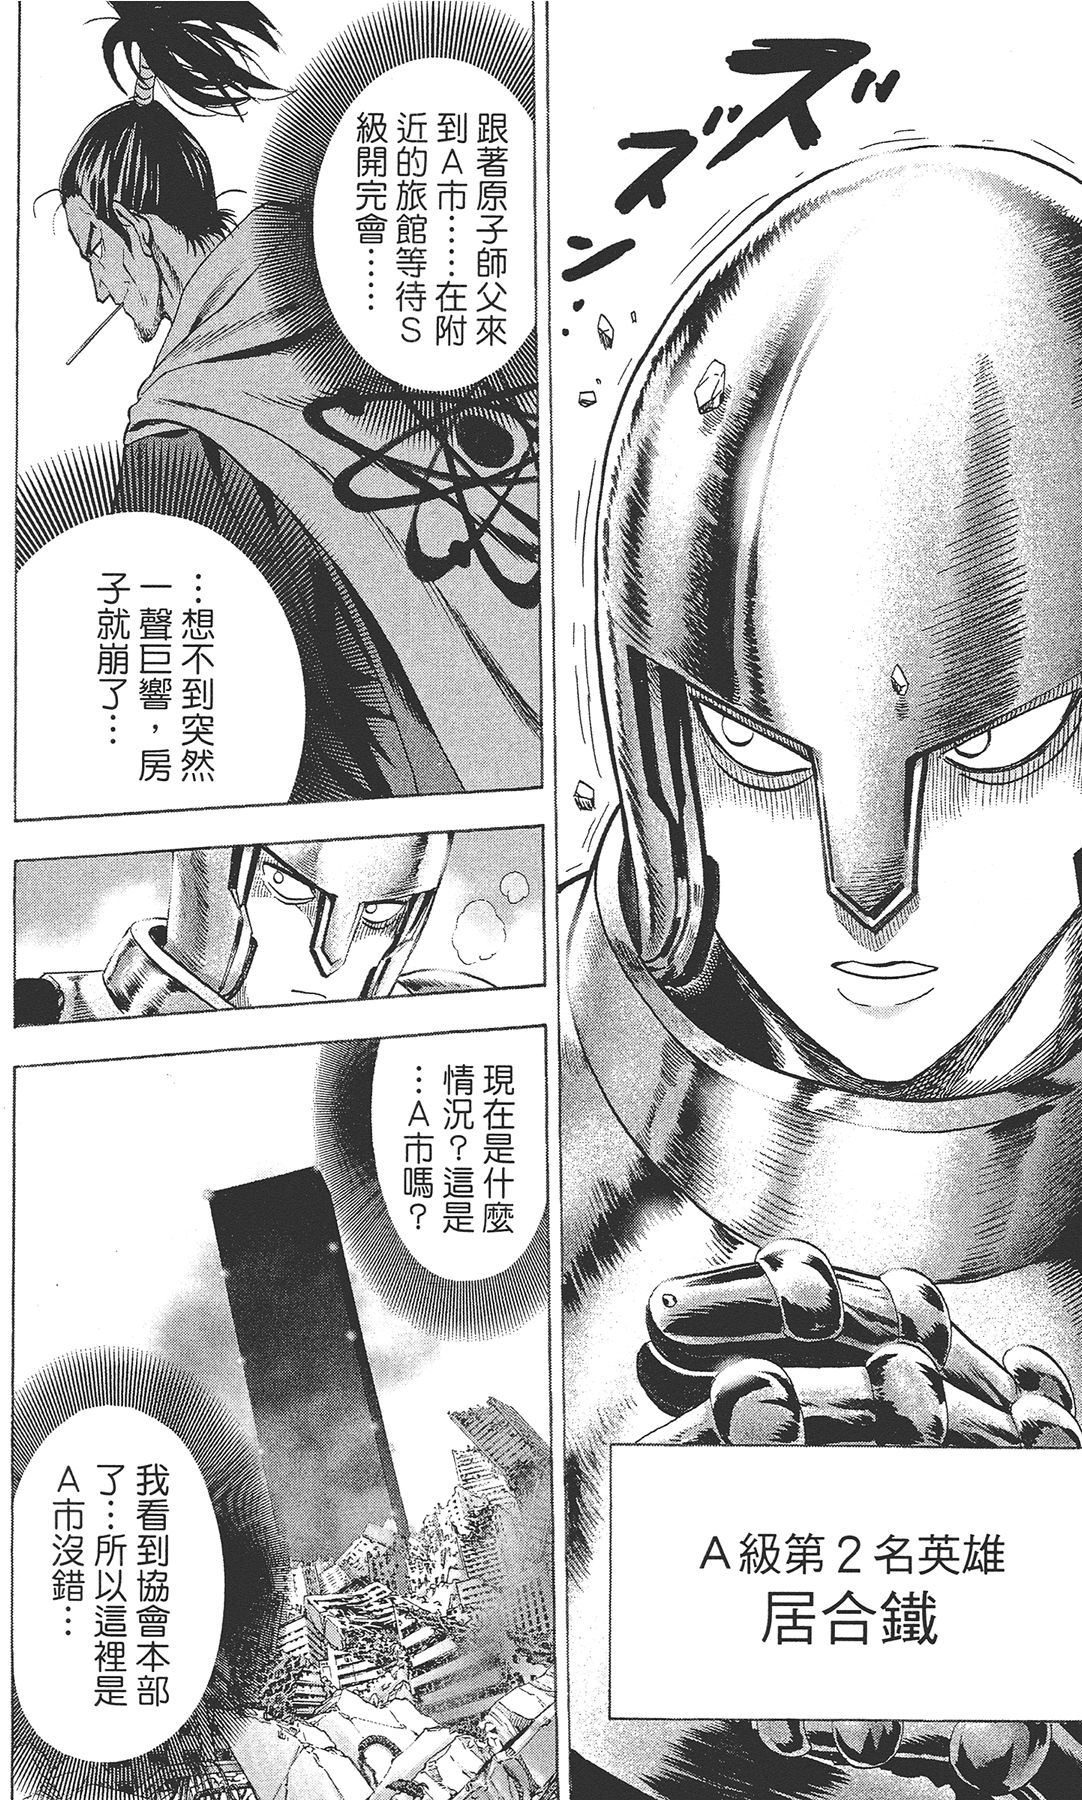 ズズズ…
A級第2名英雄
居合鐵
跟著原子師父來
到A市……在附
近的旅館等待S
級開完會……
…想不到突然
一聲巨響,房
子就崩了…
現在是什麼
情況?這是
…A市嗎?
我看到協會本部
了…所以這裡是
A市沒錯…